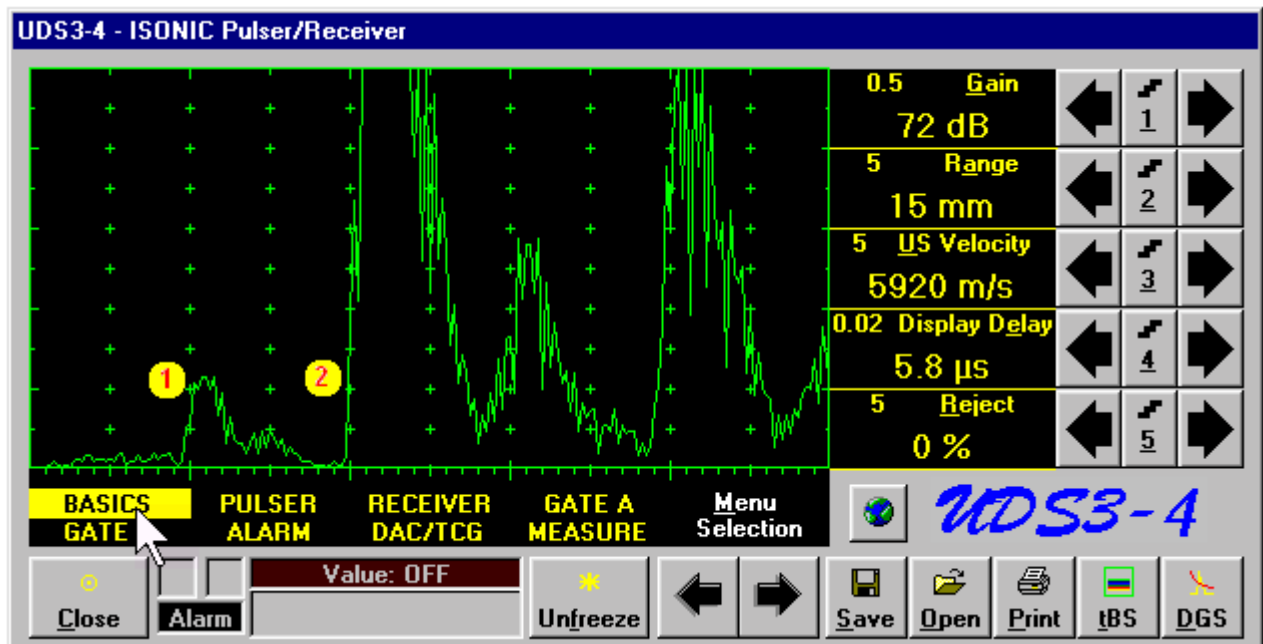 UDS3-4 - ISONIC Pulser/Receiver
0.5 Gain
72 dB
1
5 Range
15 mm
2
5 US Velocity
5920 m/s
3
0.02 Display Delay
5.8 µs
4
5 Reject
0 %
5
1
2
BASICS PULSER RECEIVER GATE A Menu
GATE ALARM DAC/TCG MEASURE Selection
UDS3-4
Value: OFF
Close Alarm Unfreeze Save Open Print tBS DGS